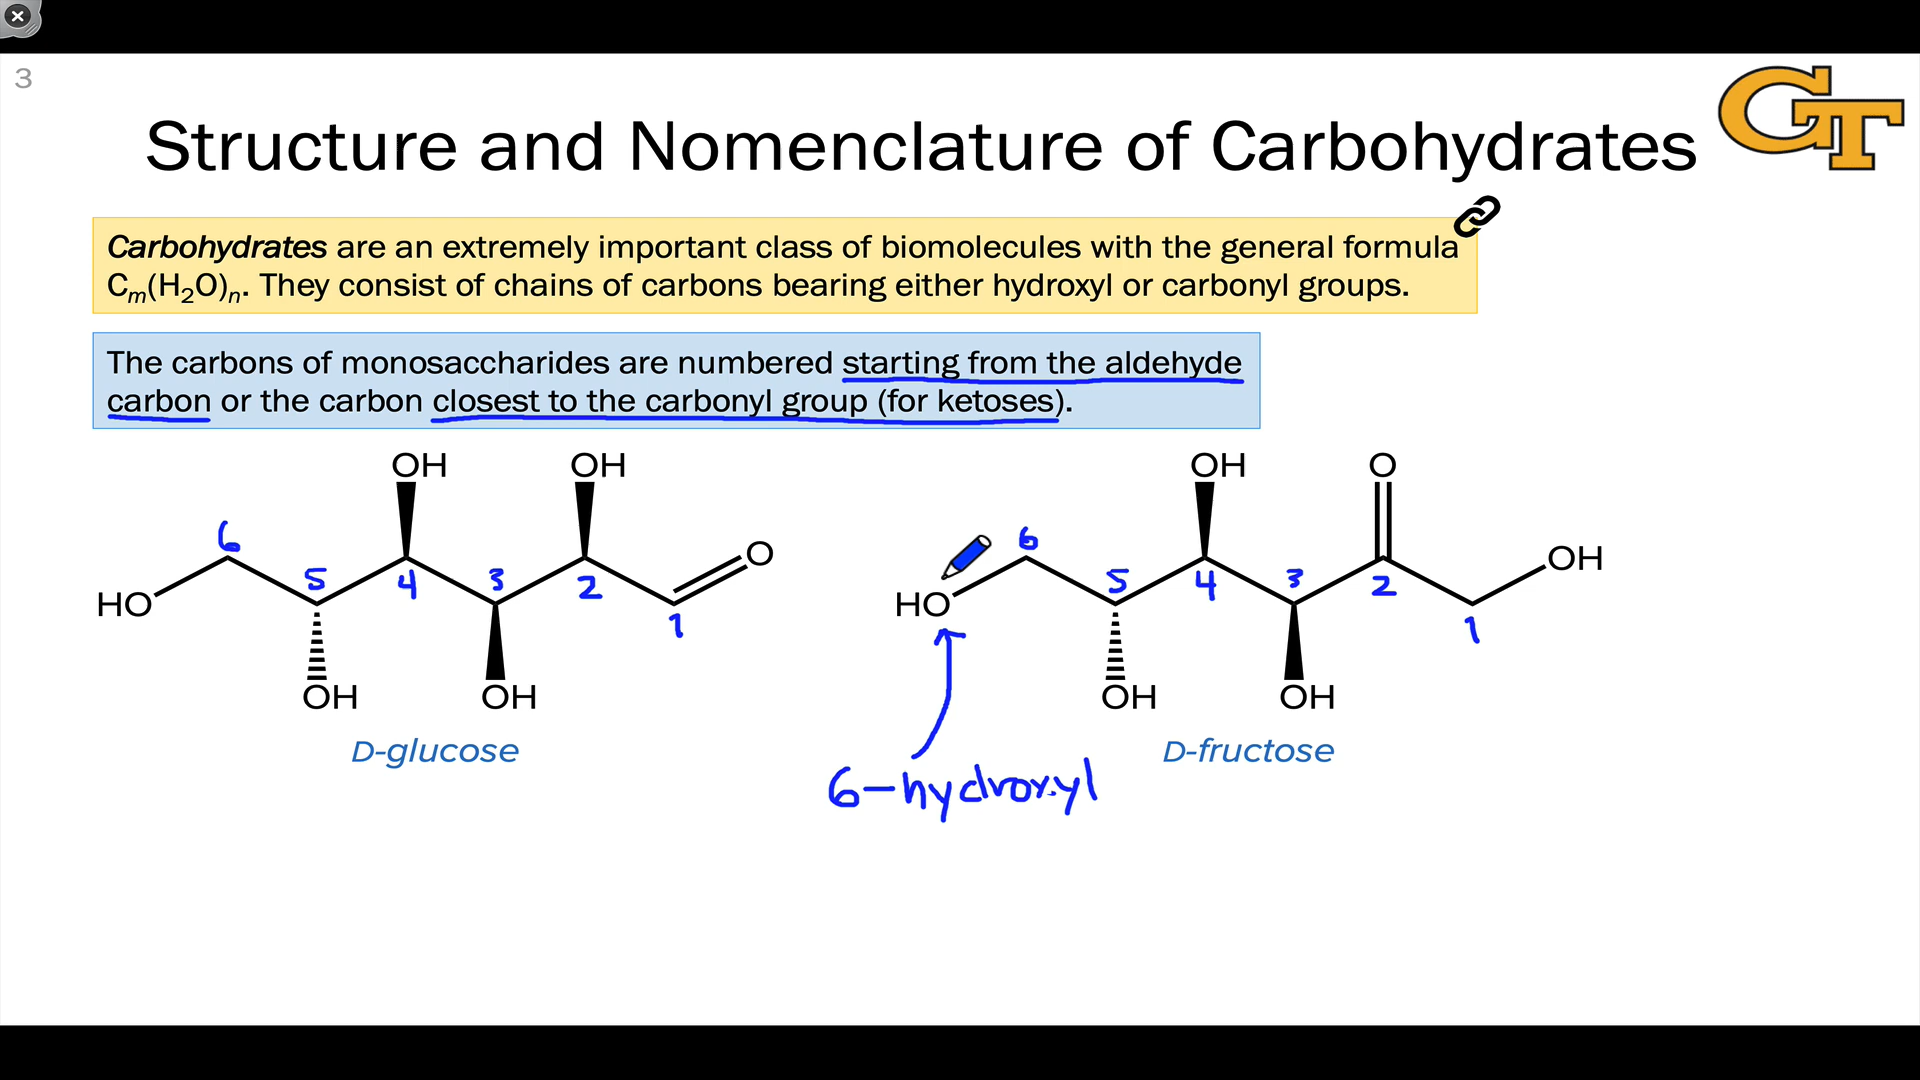 3
GT
Structure and Nomenclature of Carbohydrates
Carbohydrates are an extremely important class of biomolecules with the general formula
Cm(H2O)n. They consist of chains of carbons bearing either hydroxyl or carbonyl groups.
The carbons of monosaccharides are numbered starting from the aldehyde
carbon or the carbon closest to the carbonyl group (for ketoses).
OH OH
6 5 4 3 2 1
HO O
OH OH
D-glucose
OH O
6 5 4 3 2 1
HO OH
OH OH
D-fructose
6-hydroxyl